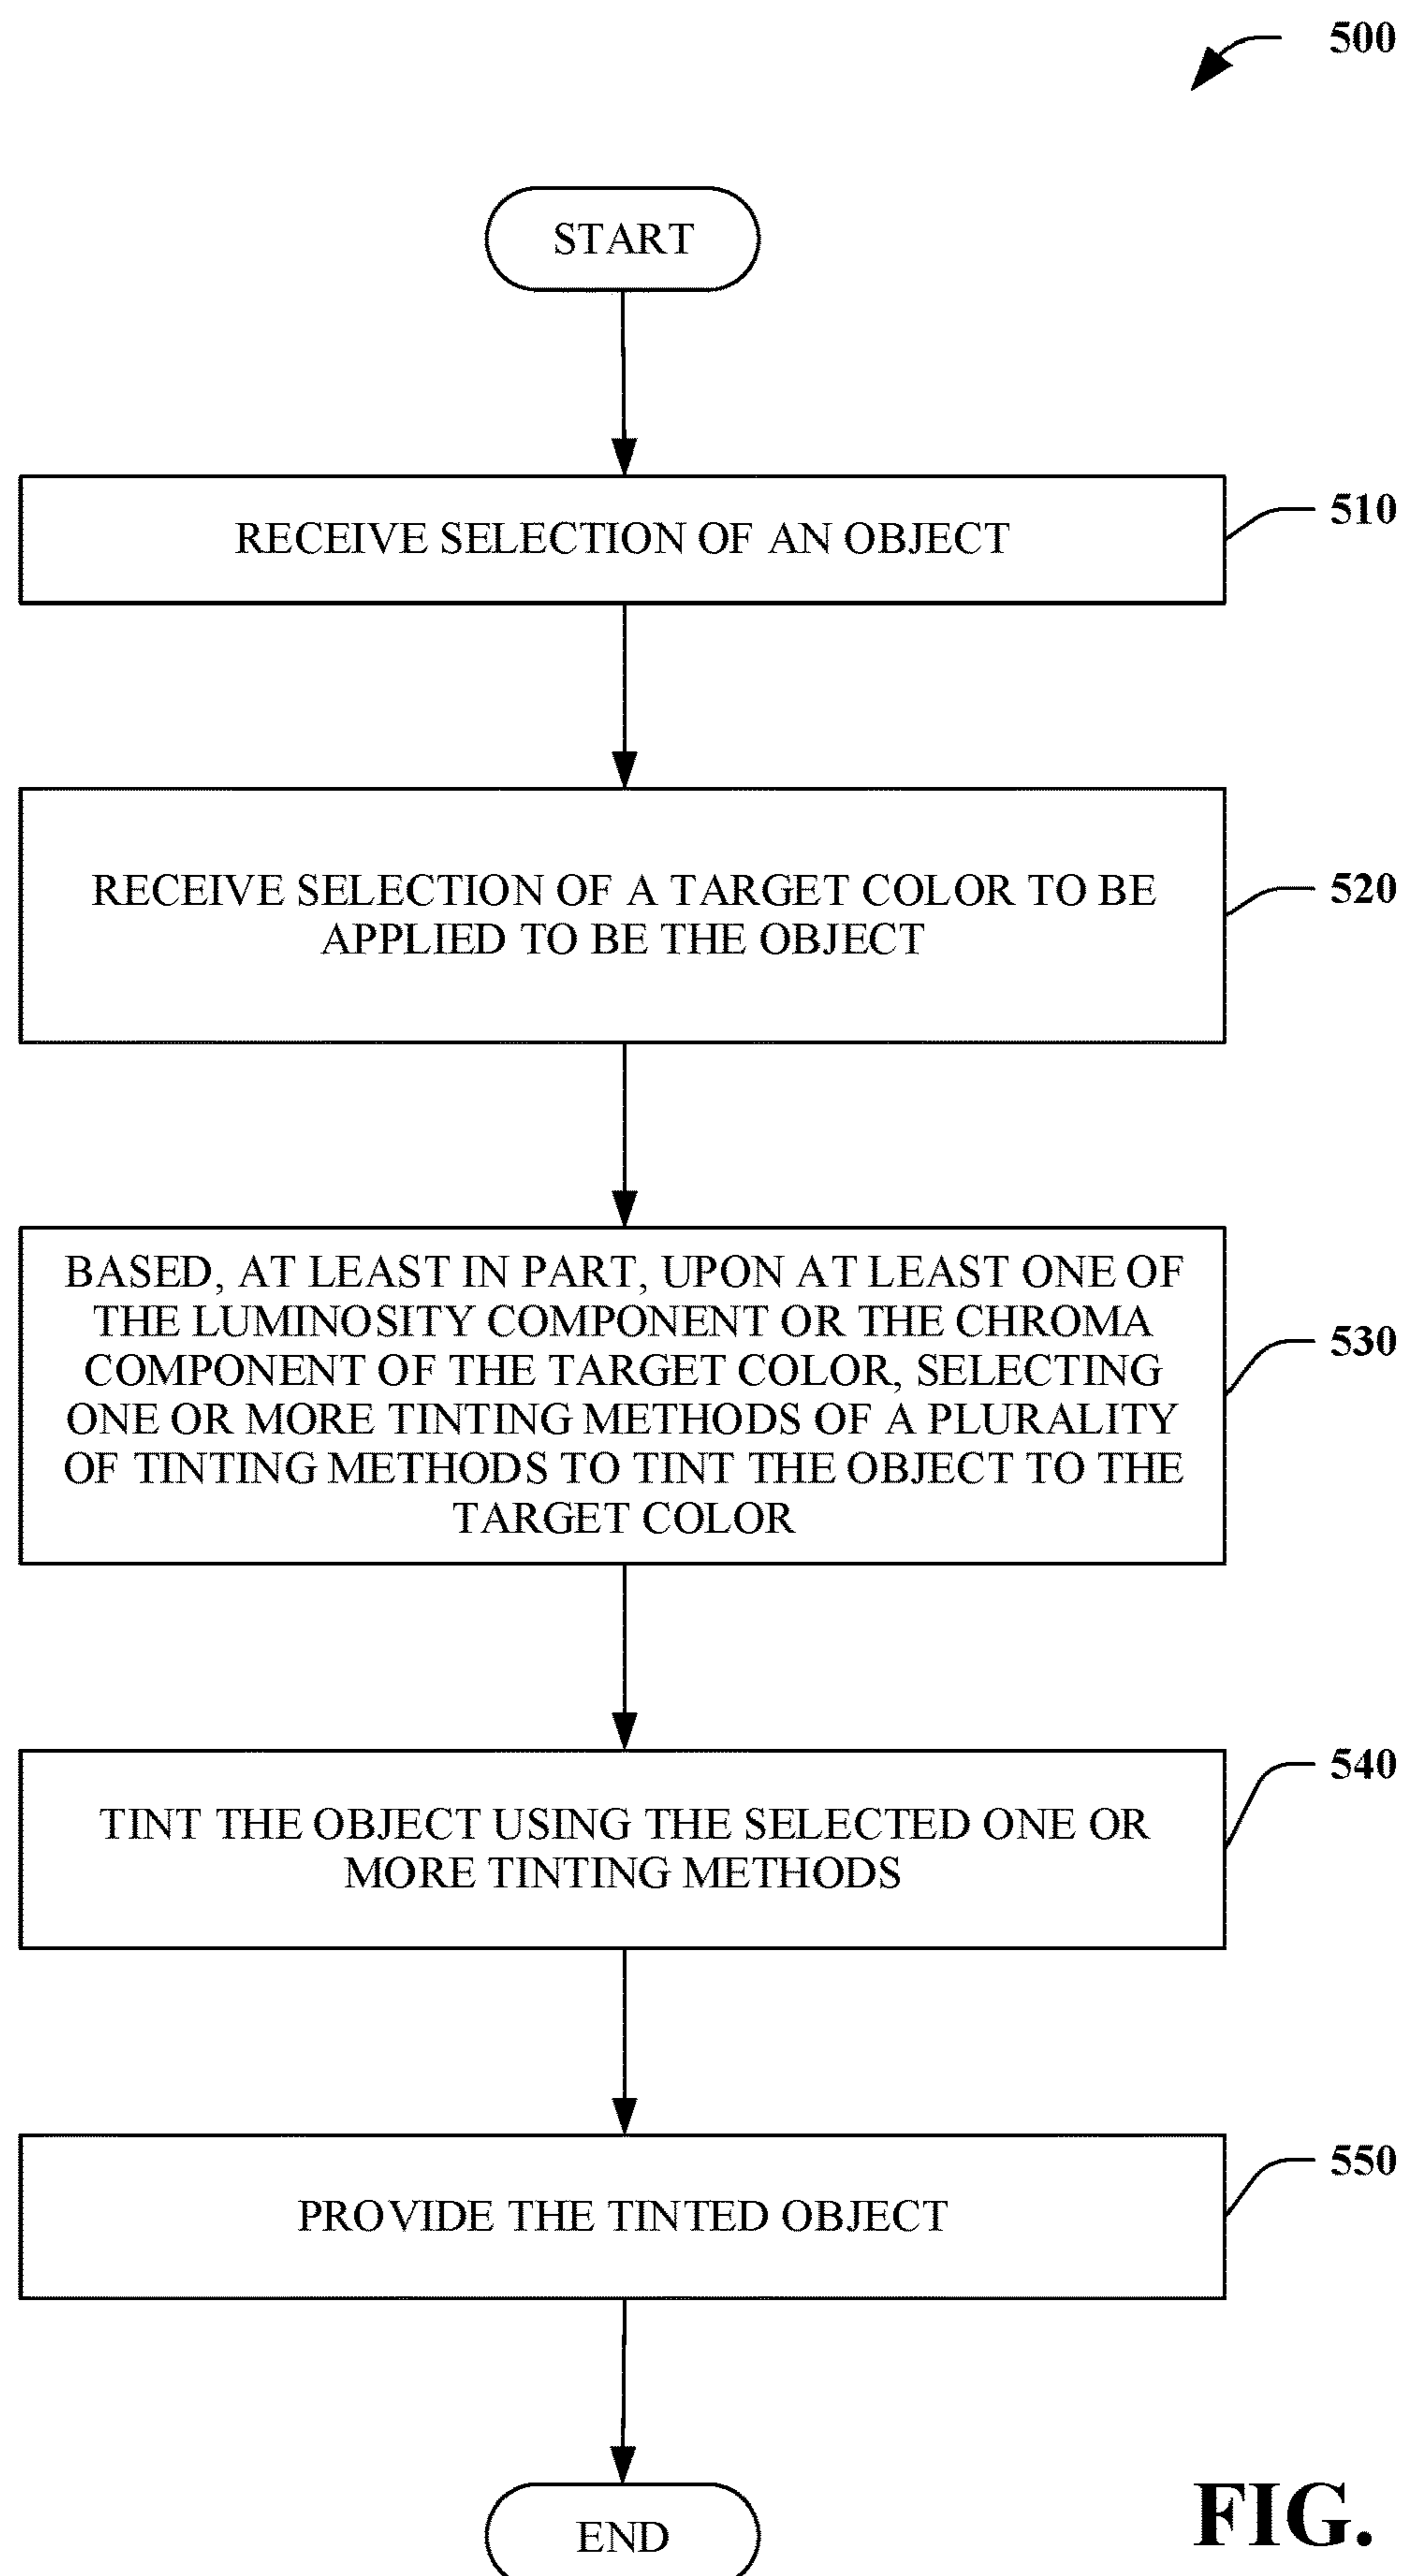 500
START
RECEIVE SELECTION OF AN OBJECT
510
RECEIVE SELECTION OF A TARGET COLOR TO BE
APPLIED TO BE THE OBJECT
520
BASED, AT LEAST IN PART, UPON AT LEAST ONE OF
THE LUMINOSITY COMPONENT OR THE CHROMA
COMPONENT OF THE TARGET COLOR, SELECTING
ONE OR MORE TINTING METHODS OF A PLURALITY
OF TINTING METHODS TO TINT THE OBJECT TO THE
TARGET COLOR
530
TINT THE OBJECT USING THE SELECTED ONE OR
MORE TINTING METHODS
540
PROVIDE THE TINTED OBJECT
550
END
FIG.